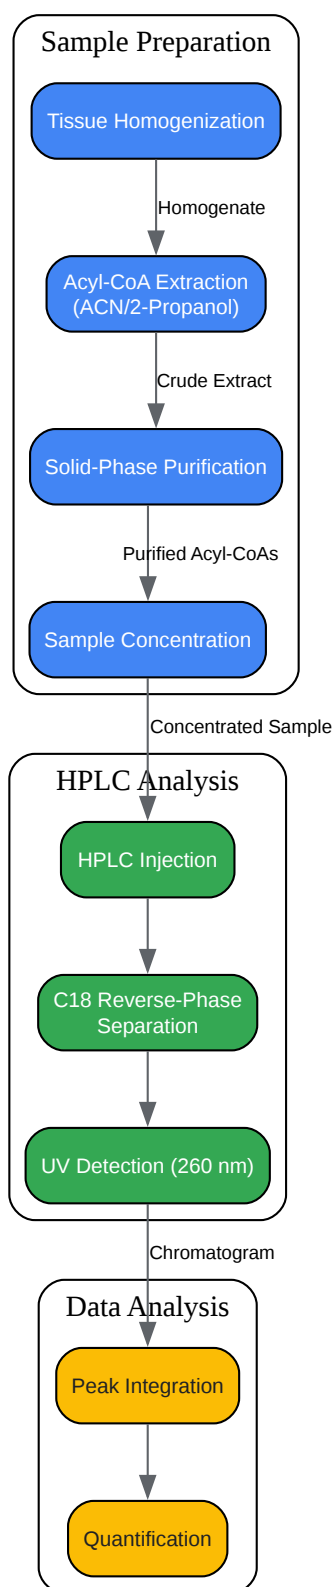 Sample Preparation
Tissue Homogenization
Homogenate
Acyl-CoA Extraction
(ACN/2-Propanol)
Crude Extract
Solid-Phase Purification
Purified Acyl-CoAs
Sample Concentration
Concentrated Sample
HPLC Analysis
HPLC Injection
C18 Reverse-Phase
Separation
UV Detection (260 nm)
Chromatogram
Data Analysis
Peak Integration
Quantification